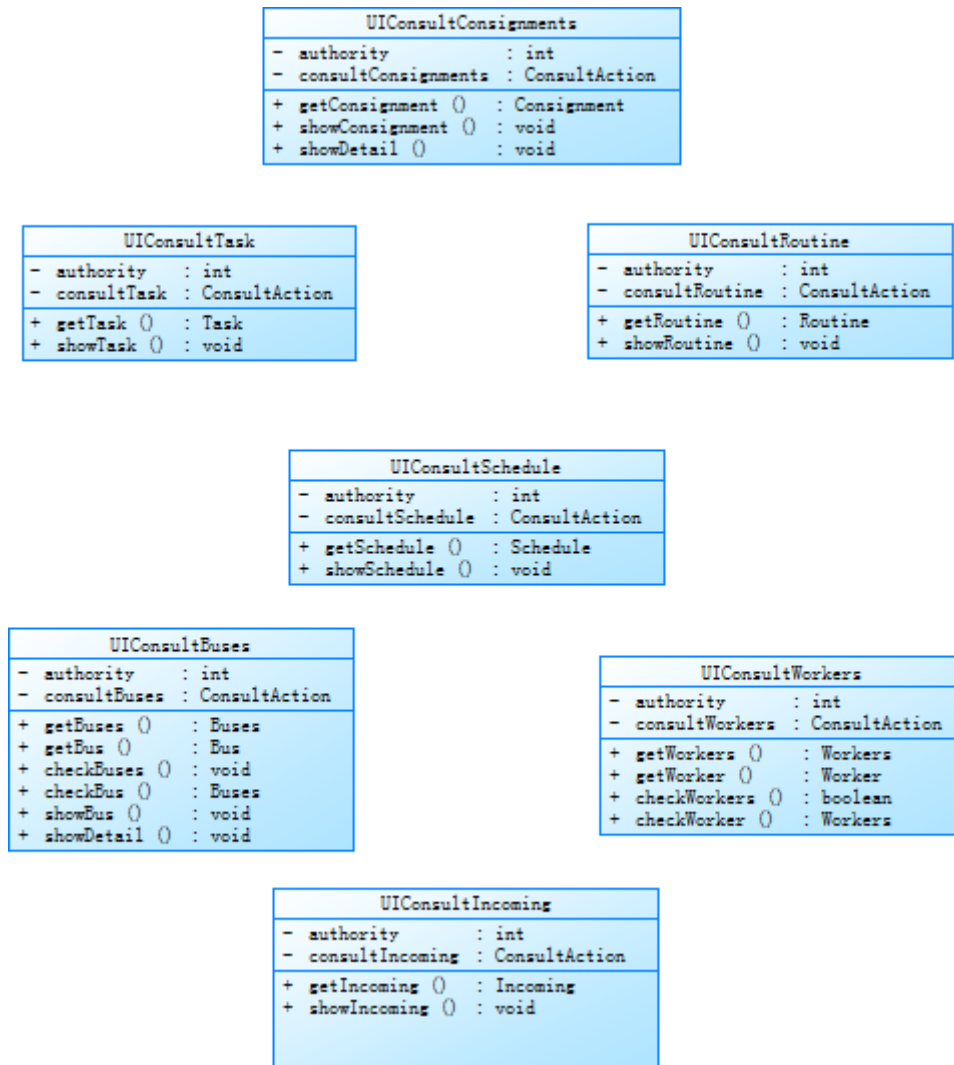 UIConsultConsignments
- authority : int
- consultConsignments : ConsultAction
+ getConsignment () : Consignment
+ showConsignment () : void
+ showDetail () : void
UIConsultTask
- authority : int
- consultTask : ConsultAction
+ getTask () : Task
+ showTask () : void
UIConsultRoutine
- authority : int
- consultRoutine : ConsultAction
+ getRoutine () : Routine
+ showRoutine () : void
UIConsultSchedule
- authority : int
- consultSchedule : ConsultAction
+ getSchedule () : Schedule
+ showSchedule () : void
UIConsultBuses
- authority : int
- consultBuses : ConsultAction
+ getBuses () : Buses
+ getBus () : Bus
+ checkBuses () : void
+ checkBus () : Buses
+ showBus () : void
+ showDetail () : void
UIConsultWorkers
- authority : int
- consultWorkers : ConsultAction
+ getWorkers () : Workers
+ getWorker () : Worker
+ checkWorkers () : boolean
+ checkWorker () : Workers
UIConsultIncoming
- authority : int
- consultIncoming : ConsultAction
+ getIncoming () : Incoming
+ showIncoming () : void